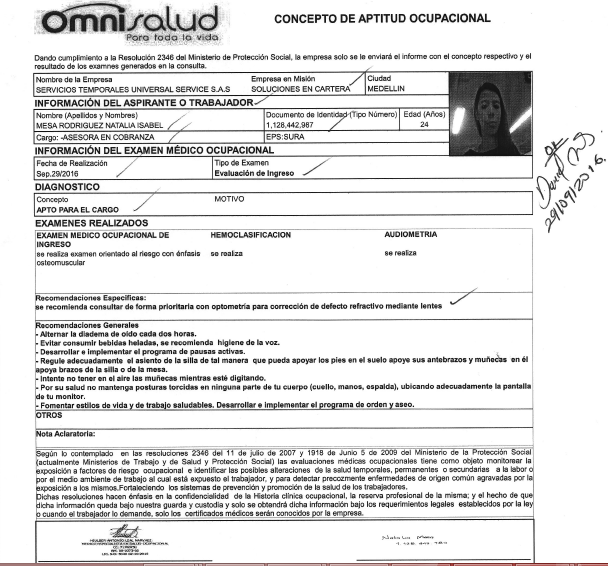 Omnisalud
Para toda la vida
CONCEPTO DE APTITUD OCUPACIONAL
Dando cumplimiento a la Resolución 2346 del Ministerio de Protección Social, la empresa solo se le enviará el informe con el concepto respectivo y el
resultado de los examnes generados en la consulta.
Nombre de la Empresa Empresa en Misión Ciudad
SERVICIOS TEMPORALES UNIVERSAL SERVICE S.A.S SOLUCIONES EN CARTERA MEDELLIN
INFORMACIÓN DEL ASPIRANTE O TRABAJADOR
Nombre (Apellidos y Nombres) Documento de Identidad (Tipo Número) Edad (Años)
MESA RODRIGUEZ NATALIA ISABEL 1,128,442,967 24
Cargo: -ASESORA EN COBRANZA EPS:SURA
INFORMACIÓN DEL EXAMEN MÉDICO OCUPACIONAL
Fecha de Realización Tipo de Examen
Sep.29/2016 Evaluación de Ingreso
DIAGNOSTICO
Concepto MOTIVO
APTO PARA EL CARGO
EXAMENES REALIZADOS
EXAMEN MEDICO OCUPACIONAL DE HEMOCLASIFICACION AUDIOMETRIA
INGRESO
se realiza examen orientado al riesgo con énfasis se realiza se realiza
osteomuscular
Recomendaciones Especificas:
se recomienda consultar de forma prioritaria con optometría para corrección de defecto refractivo mediante lentes
Recomendaciones Generales
- Alternar la diadema de oído cada dos horas.
- Evitar consumir bebidas heladas, se recomienda higiene de la voz.
- Desarrollar e implementar el programa de pausas activas.
- Regule adecuadamente el asiento de la silla de tal manera que pueda apoyar los pies en el suelo apoye sus antebrazos y muñecas en él
apoya brazos de la silla o de la mesa.
- Intente no tener en el aire las muñecas mientras esté digitando.
- Por su salud no mantenga posturas torcidas en ninguna parte de tu cuerpo (cuello, manos, espalda), ubicando adecuadamente la pantalla
de tu monitor.
- Fomentar estilos de vida y de trabajo saludables. Desarrollar e implementar el programa de orden y aseo.
OTROS
Nota Aclaratoria:
Según lo contemplado en las resoluciones 2346 del 11 de julio de 2007 y 1918 de Junio 5 de 2009 del Ministerio de la Protección Social
(actualmente Ministerios de Trabajo y de Salud y Protección Social) las evaluaciones médicas ocupacionales tiene como objeto monitorear la
exposición a factores de riesgo ocupacional e identificar las posibles alteraciones de la salud temporales, permanentes o secundarias a la labor o
por el medio ambiente de trabajo al cual está expuesto el trabajador, y para detectar precozmente enfermedades de origen común agravadas por la
exposición a los mismos.Fortaleciendo los sistemas de prevención y promoción de la salud de los trabajadores.
Dichas resoluciones hacen énfasis en la confidencialidad de la Historia clínica ocupacional, la reserva profesional de la misma; y el hecho de que
dicha información queda bajo nuestra guarda y custodia y solo se obtendrá dicha información bajo los requerimientos legales establecidos por la ley
o cuando el trabajador lo demande, solo los certificados médicos serán conocidos por la empresa.
29/09/2016.
Natalia Mesa